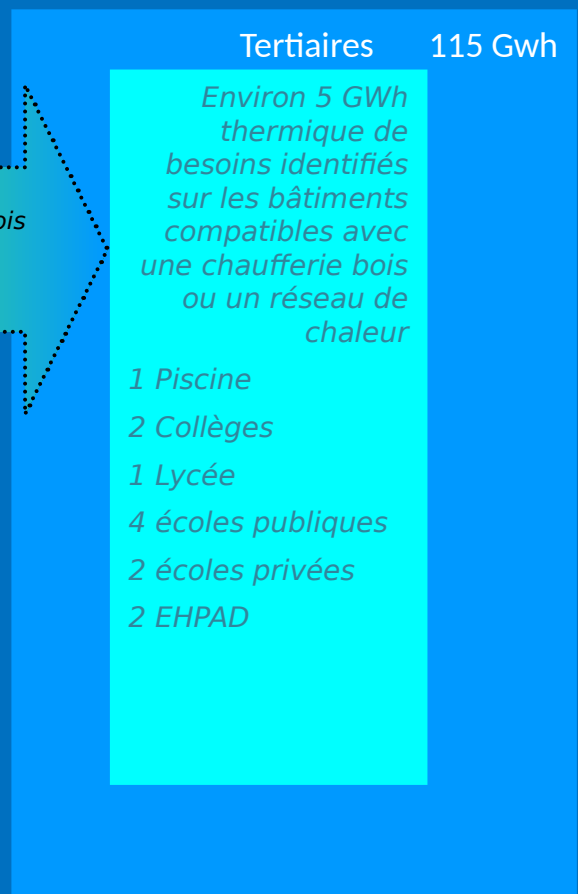 Tertiaires 115 Gwh
Environ 5 GWh
thermique de
besoins identifiés
sur les bâtiments
compatibles avec
une chaufferie bois
ou un réseau de
chaleur
1 Piscine
2 Collèges
1 Lycée
4 écoles publiques
2 écoles privées
2 EHPAD